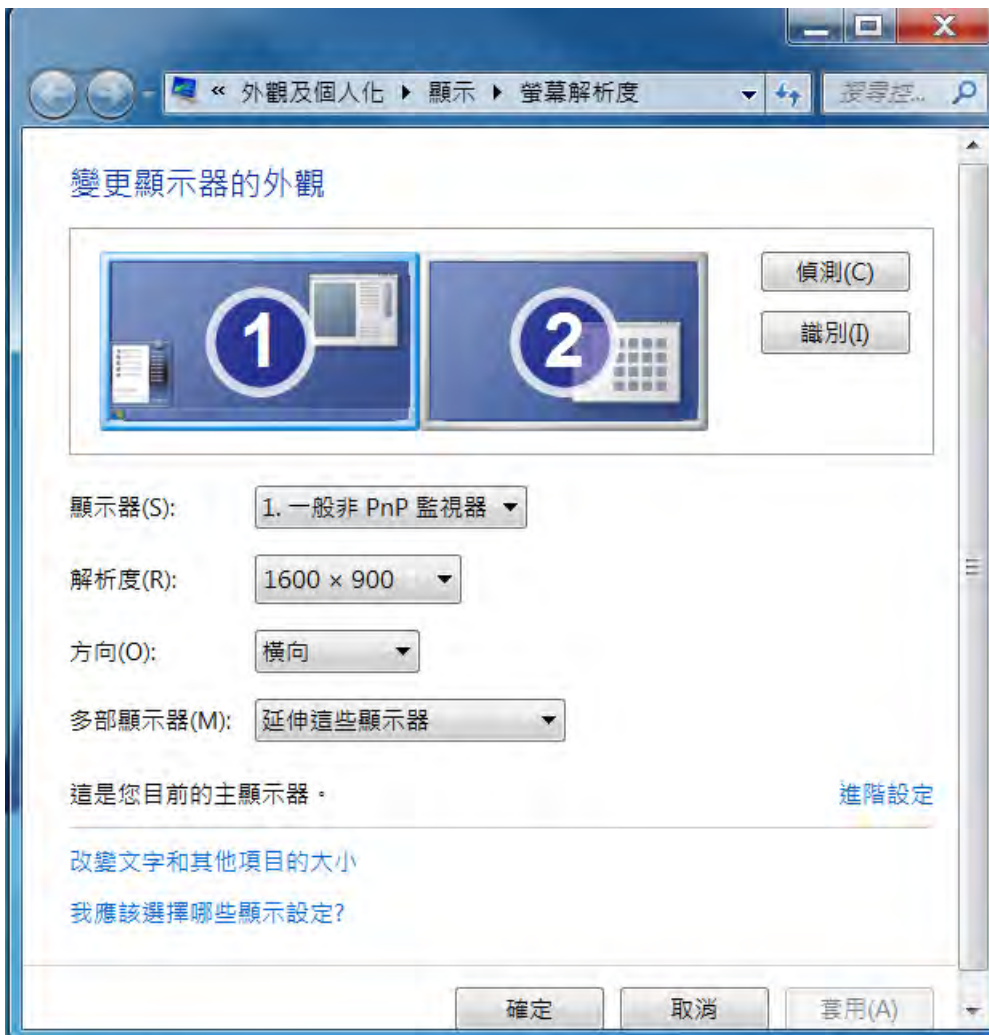 « 外觀及個人化 ▸ 顯示 ▸ 螢幕解析度 搜尋控...
變更顯示器的外觀
1 2
偵測(C)
識別(I)
顯示器(S): 1. 一般非 PnP 監視器
解析度(R): 1600 × 900
方向(O): 橫向
多部顯示器(M): 延伸這些顯示器
這是您目前的主顯示器。 進階設定
改變文字和其他項目的大小
我應該選擇哪些顯示設定?
確定 取消 套用(A)